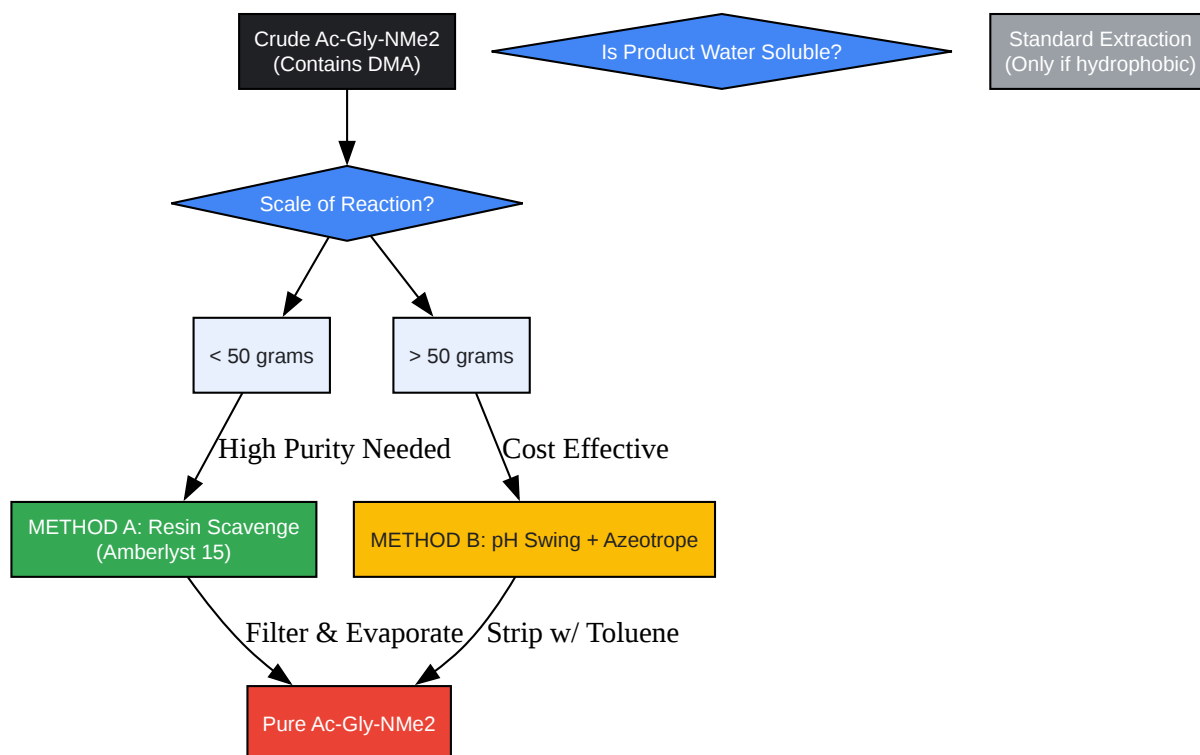 Crude Ac-Gly-NMe2
(Contains DMA)
Is Product Water Soluble?
Standard Extraction
(Only if hydrophobic)
Scale of Reaction?
< 50 grams
> 50 grams
High Purity Needed
Cost Effective
METHOD A: Resin Scavenge
(Amberlyst 15)
METHOD B: pH Swing + Azeotrope
Filter & Evaporate
Strip w/ Toluene
Pure Ac-Gly-NMe2